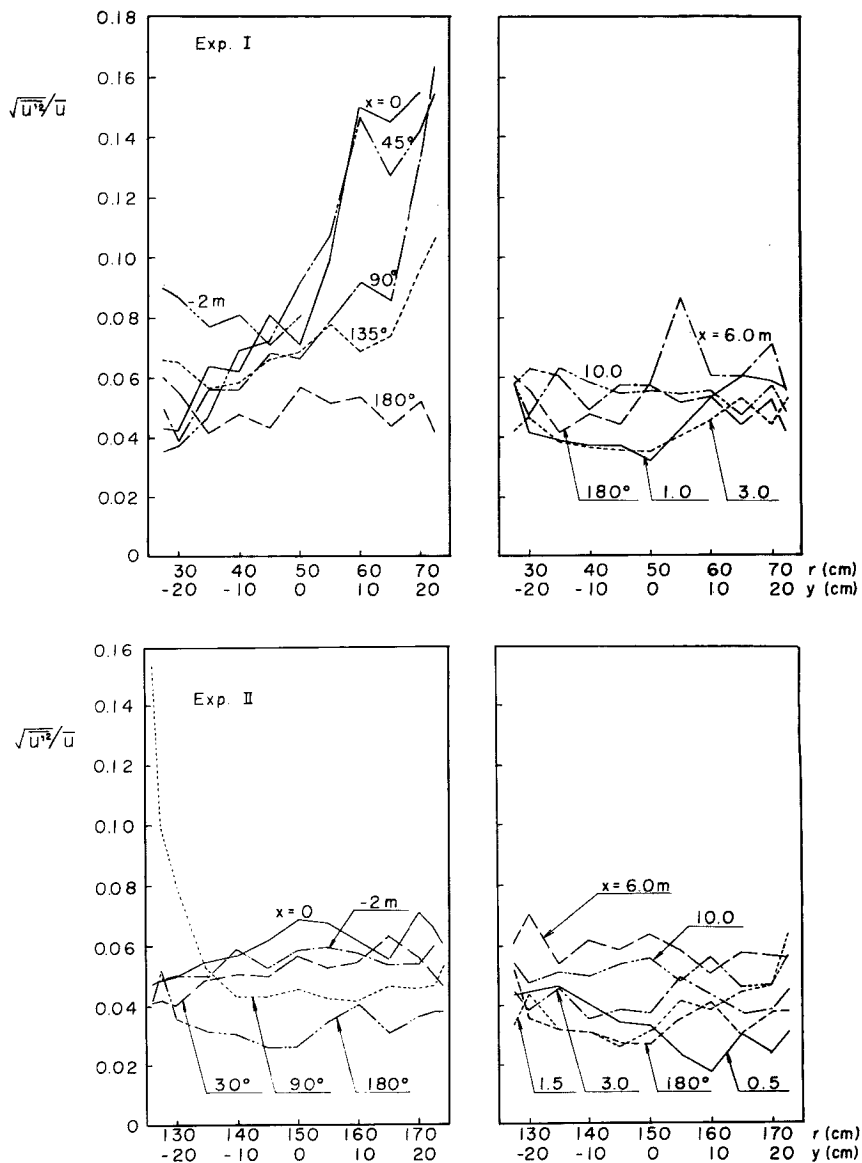 0.18
0.16
0.14
0.12
0.10
0.08
0.06
0.04
0.02
0
√u'²/u̅
Exp. I
x = 0
45°
90°
-2 m
135°
180°
30 40 50 60 70
-20 -10 0 10 20
x = 6.0 m
10.0
180° 1.0 3.0
30 40 50 60 70 r (cm)
-20 -10 0 10 20 y (cm)
0.16
0.14
0.12
0.10
0.08
0.06
0.04
0.02
0
√u'²/u̅
Exp. II
x = 0
-2 m
30° 90° 180°
130 140 150 160 170
-20 -10 0 10 20
x = 6.0m
10.0
1.5 3.0 180° 0.5
130 140 150 160 170 r (cm)
-20 -10 0 10 20 y (cm)